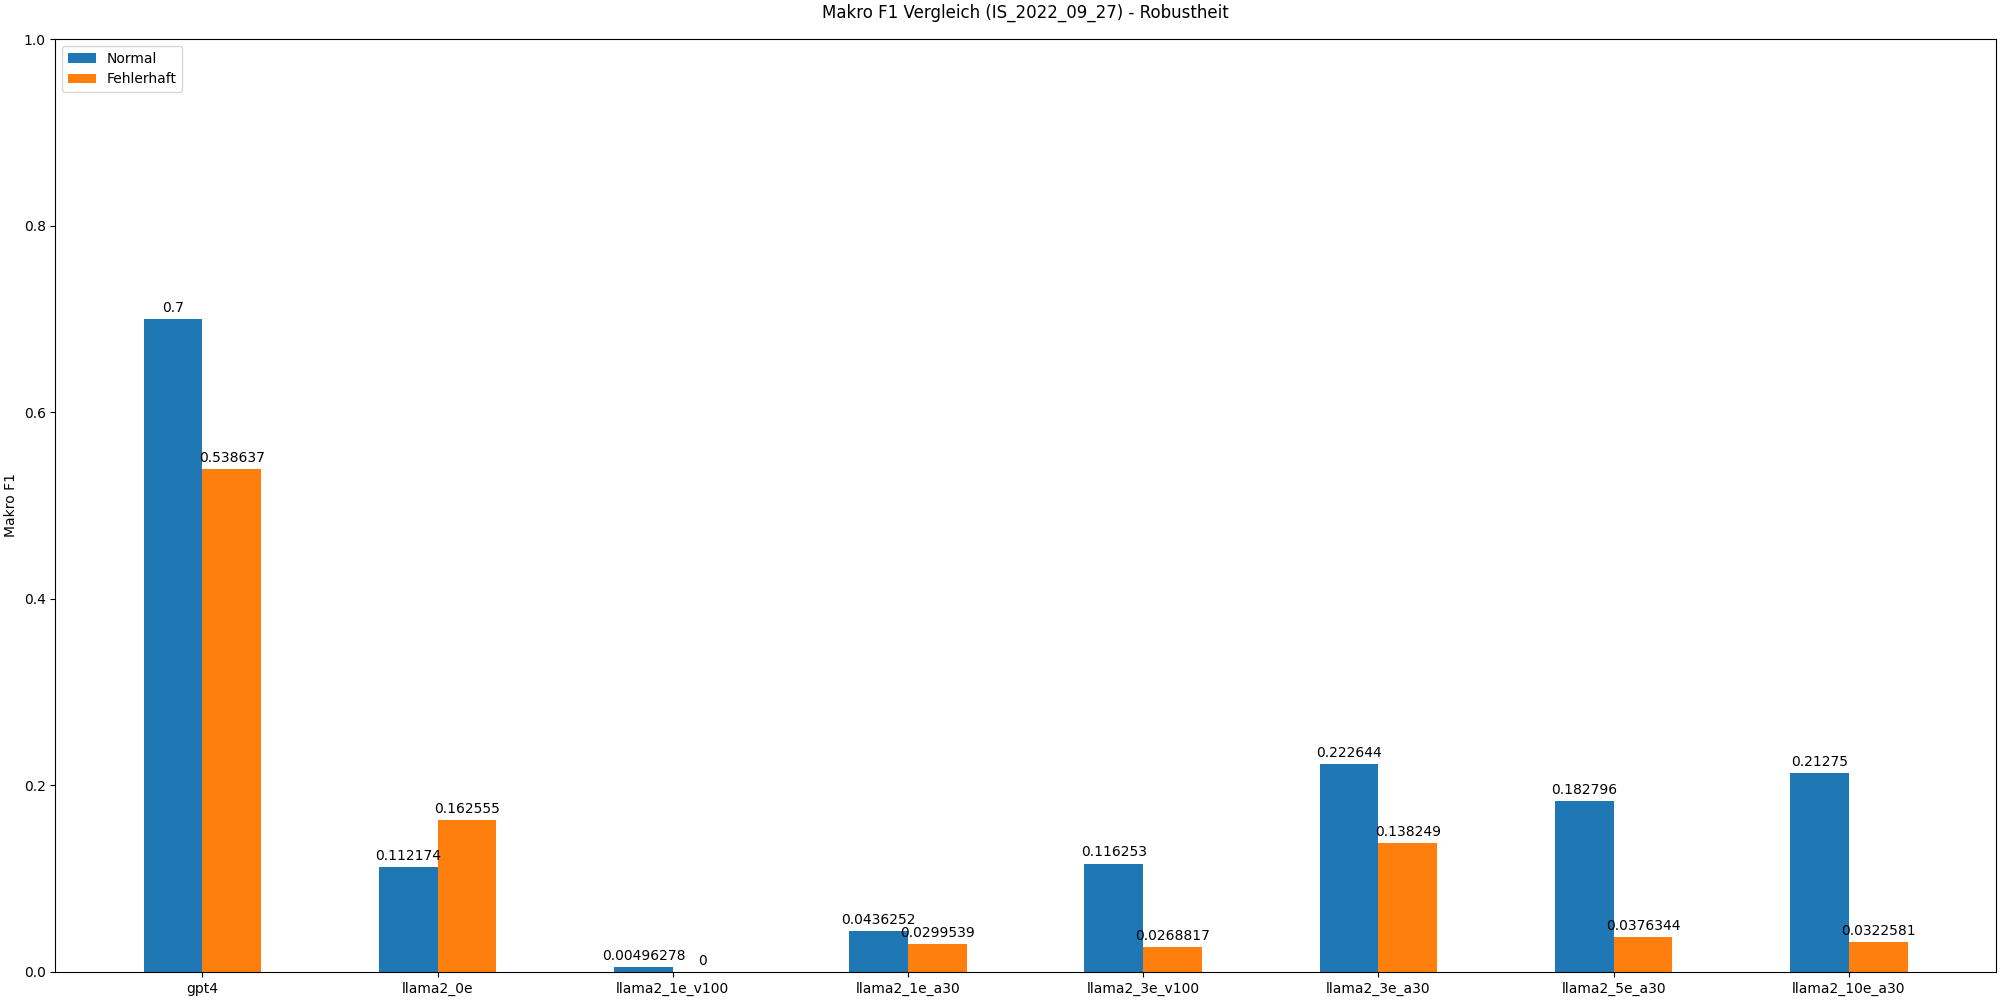 Makro F1 Vergleich (IS_2022_09_27) - Robustheit
Normal
Fehlerhaft
Makro F1
1.0
0.8
0.6
0.4
0.2
0.0
0.7
0.538637
0.112174
0.162555
0.00496278
0
0.0436252
0.0299539
0.116253
0.0268817
0.222644
0.138249
0.182796
0.0376344
0.21275
0.0322581
gpt4
llama2_0e
llama2_1e_v100
llama2_1e_a30
llama2_3e_v100
llama2_3e_a30
llama2_5e_a30
llama2_10e_a30